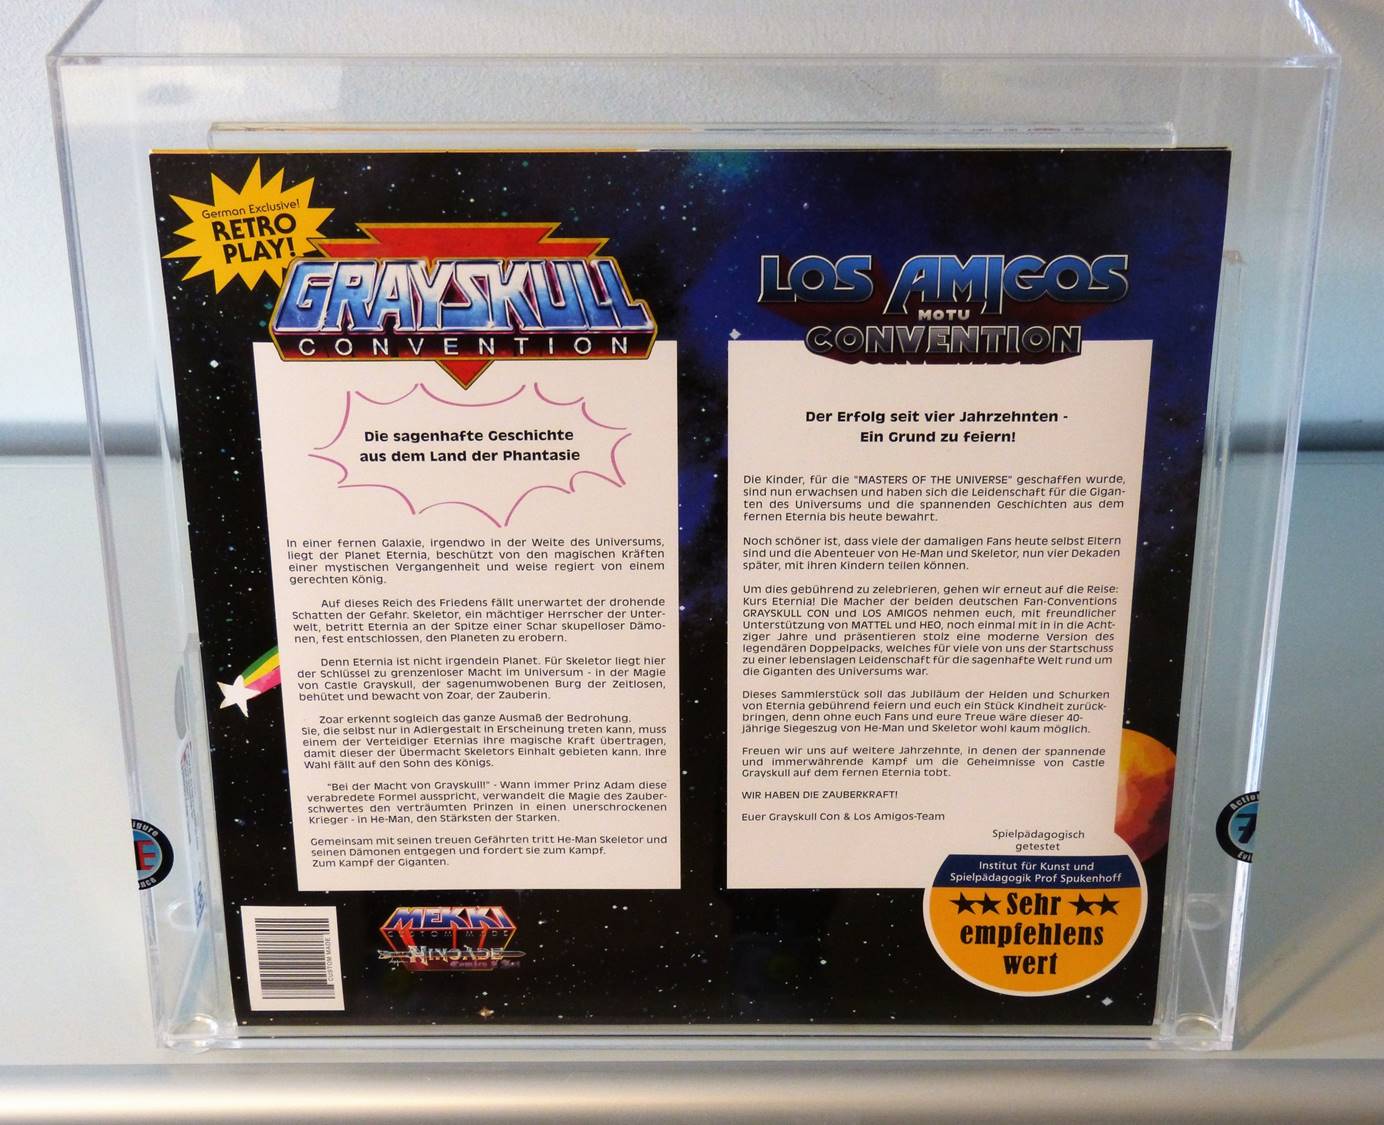 German Exclusive!
RETRO
PLAY!
GRAYSKULL
CONVENTION
Die sagenhafte Geschichte
aus dem Land der Phantasie
In einer fernen Galaxie, irgendwo in der Weite des Universums,
liegt der Planet Eternia, beschützt von den magischen Kräften
einer mystischen Vergangenheit und weise regiert von einem
gerechten König.
Auf dieses Reich des Friedens fällt unerwartet der drohende
Schatten der Gefahr. Skeletor, ein mächtiger Herrscher der Unter-
welt, betritt Eternia an der Spitze einer Schar skupelloser Dämo-
nen, fest entschlossen, den Planeten zu erobern.
Denn Eternia ist nicht irgendein Planet. Für Skeletor liegt hier
der Schlüssel zu grenzenloser Macht im Universum - in der Magie
von Castle Grayskull, der sagenumwobenen Burg der Zeitlosen,
behütet und bewacht von Zoar, der Zauberin.
Zoar erkennt sogleich das ganze Ausmaß der Bedrohung.
Sie, die selbst nur in Adlergestalt in Erscheinung treten kann, muss
einem der Verteidiger Eternias ihre magische Kraft übertragen,
damit dieser der Übermacht Skeletors Einhalt gebieten kann. Ihre
Wahl fällt auf den Sohn des Königs.
"Bei der Macht von Grayskull!" - Wann immer Prinz Adam diese
verabredete Formel ausspricht, verwandelt die Magie des Zauber-
schwertes den verträumten Prinzen in einen unerschrockenen
Krieger - in He-Man, den Stärksten der Starken.
Gemeinsam mit seinen treuen Gefährten tritt He-Man Skeletor und
seinen Dämonen entgegen und fordert sie zum Kampf.
Zum Kampf der Giganten.
CUSTOM MADE
MEKKI
CUSTOM MADE
LOS AMIGOS
MOTU
CONVENTION
Der Erfolg seit vier Jahrzehnten -
Ein Grund zu feiern!
Die Kinder, für die "MASTERS OF THE UNIVERSE" geschaffen wurde,
sind nun erwachsen und haben sich die Leidenschaft für die Gigan-
ten des Universums und die spannenden Geschichten aus dem
fernen Eternia bis heute bewahrt.
Noch schöner ist, dass viele der damaligen Fans heute selbst Eltern
sind und die Abenteuer von He-Man und Skeletor, nun vier Dekaden
später, mit ihren Kindern teilen können.
Um dies gebührend zu zelebrieren, gehen wir erneut auf die Reise:
Kurs Eternia! Die Macher der beiden deutschen Fan-Conventions
GRAYSKULL CON und LOS AMIGOS nehmen euch, mit freundlicher
Unterstützung von MATTEL und HEO, noch einmal mit in in die Acht-
ziger Jahre und präsentieren stolz eine moderne Version des
legendären Doppelpacks, welches für viele von uns der Startschuss
zu einer lebenslagen Leidenschaft für die sagenhafte Welt rund um
die Giganten des Universums war.
Dieses Sammlerstück soll das Jubiläum der Helden und Schurken
von Eternia gebührend feiern und euch ein Stück Kindheit zurück-
bringen, denn ohne euch Fans und eure Treue wäre dieser 40-
jährige Siegeszug von He-Man und Skeletor wohl kaum möglich.
Freuen wir uns auf weitere Jahrzehnte, in denen der spannende
und immerwährende Kampf um die Geheimnisse von Castle
Grayskull auf dem fernen Eternia tobt.
WIR HABEN DIE ZAUBERKRAFT!
Euer Grayskull Con & Los Amigos-Team
Spielpädagogisch
getestet
Institut für Kunst und
Spielpädagogik Prof Spukenhoff
Sehr
empfehlens
wert